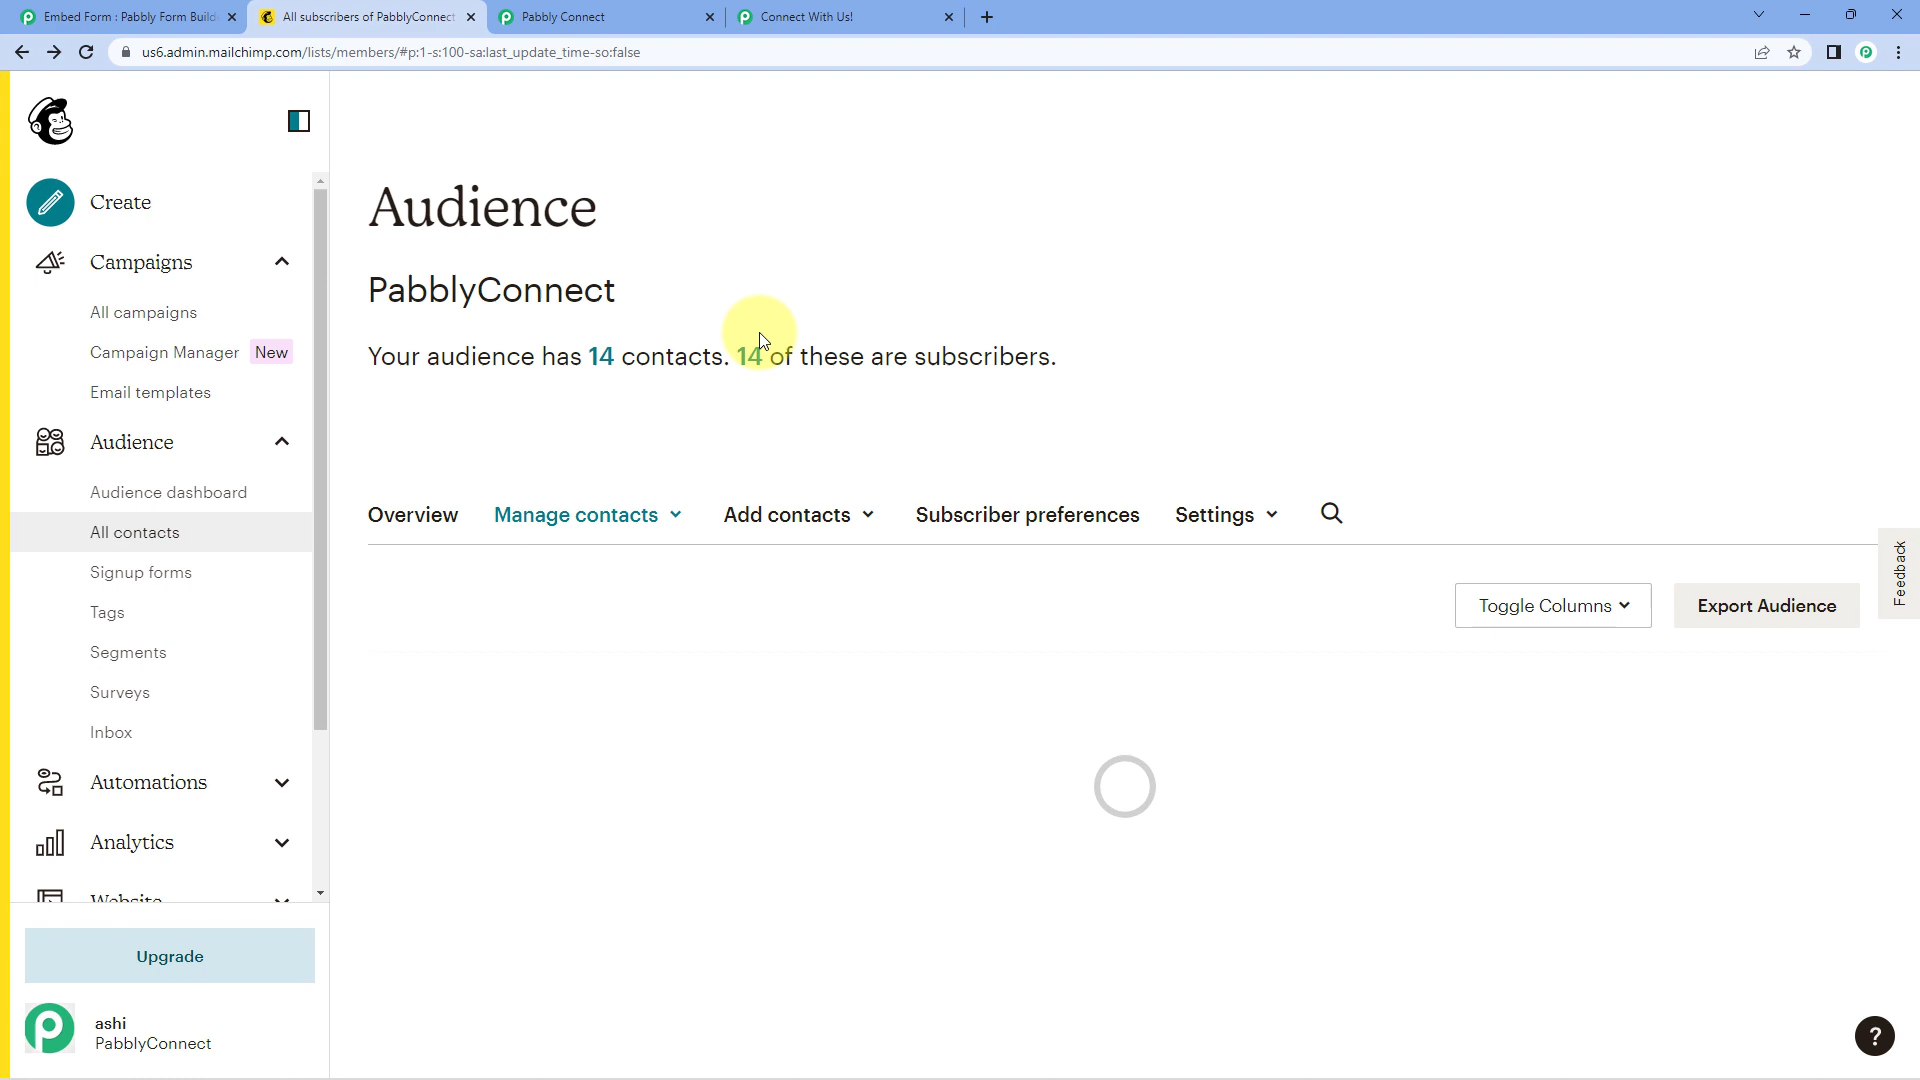 Embed Form : Pabbly Form Build
All subscribers of PabblyConnect
Pabbly Connect
Connect With Us!
us6.admin.mailchimp.com/lists/members/#p:1-s:100-sa:last_update_time-so:false
Create
Campaigns
All campaigns
Campaign Manager New
Email templates
Audience
Audience dashboard
All contacts
Signup forms
Tags
Segments
Surveys
Inbox
Automations
Analytics
Website
Upgrade
ashi
PabblyConnect
Audience
PabblyConnect
Your audience has 14 contacts. 14 of these are subscribers.
Overview
Manage contacts
Add contacts
Subscriber preferences
Settings
Toggle Columns
Export Audience
Feedback
?